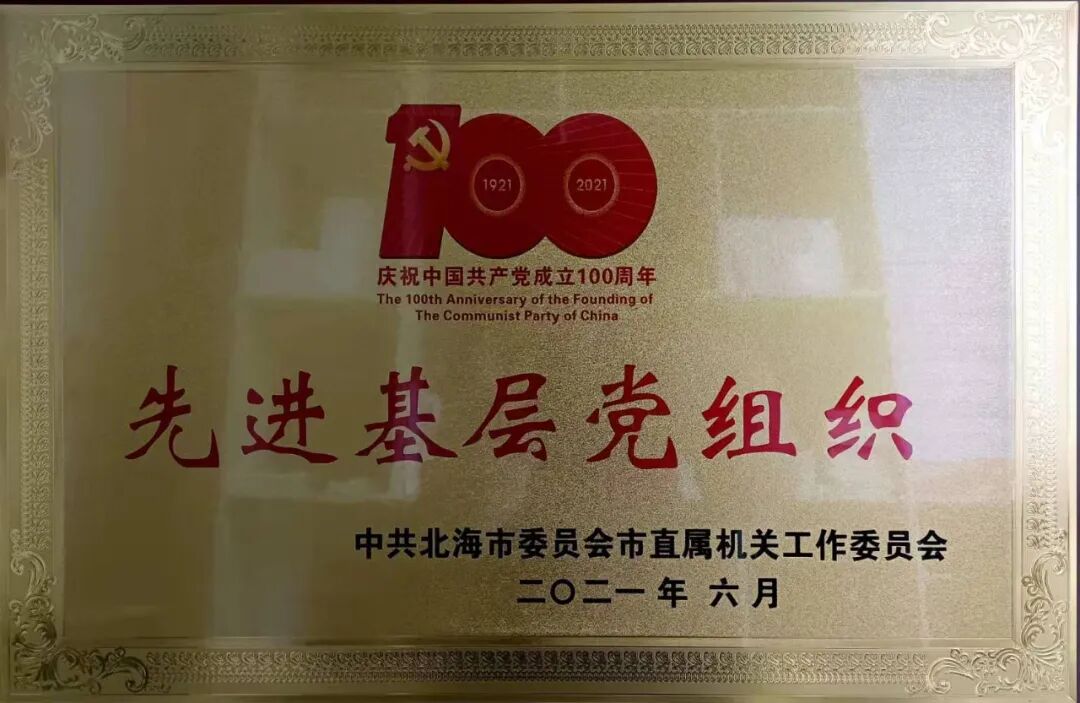 100
1921 2021
庆祝中国共产党成立100周年
The 100th Anniversary of the Founding of
The Communist Party of China
先进基层党组织
中共北海市委员会市直属机关工作委员会
二〇二一年 六月